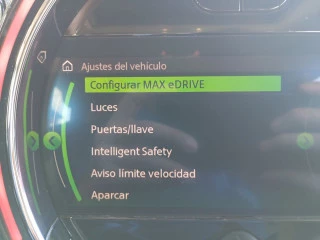 Ajustes del vehículo
Configurar MAX eDRIVE
Luces
Puertas/llave
Intelligent Safety
Aviso límite velocidad
Aparcar